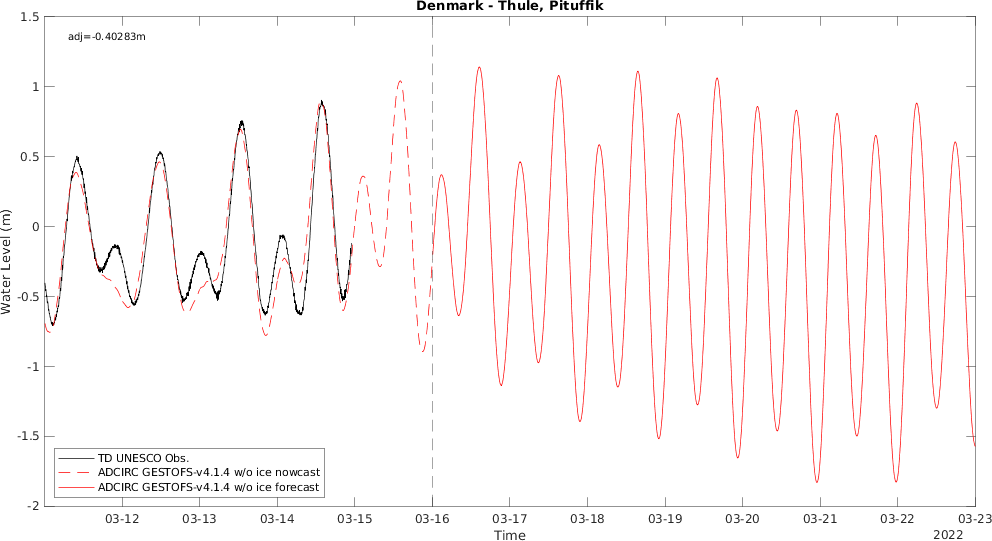 Denmark - Thule, Pituffik
adj=-0.40283m
Water Level (m)
1.5
1
0.5
0
-0.5
-1
-1.5
-2
TD UNESCO Obs.
ADCIRC GESTOFS-v4.1.4 w/o ice nowcast
ADCIRC GESTOFS-v4.1.4 w/o ice forecast
03-12 03-13 03-14 03-15 03-16 03-17 03-18 03-19 03-20 03-21 03-22 03-23
Time
2022